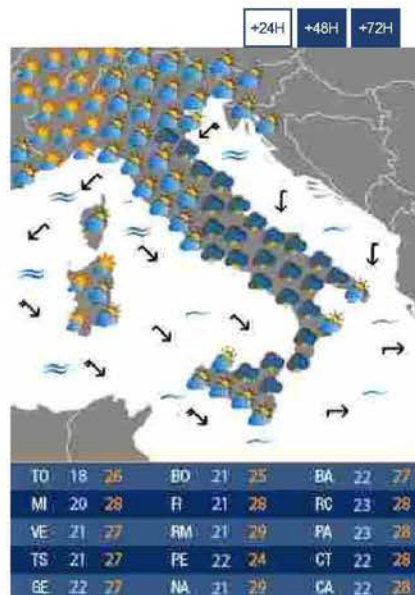 +24H +48H +72H
TO 18 26 BO 21 25 BA 22 27
MI 20 28 FI 21 28 RC 23 28
VE 21 27 RM 21 29 PA 23 28
TS 21 27 PE 22 24 CT 22 28
GE 22 27 NA 21 29 CA 22 28